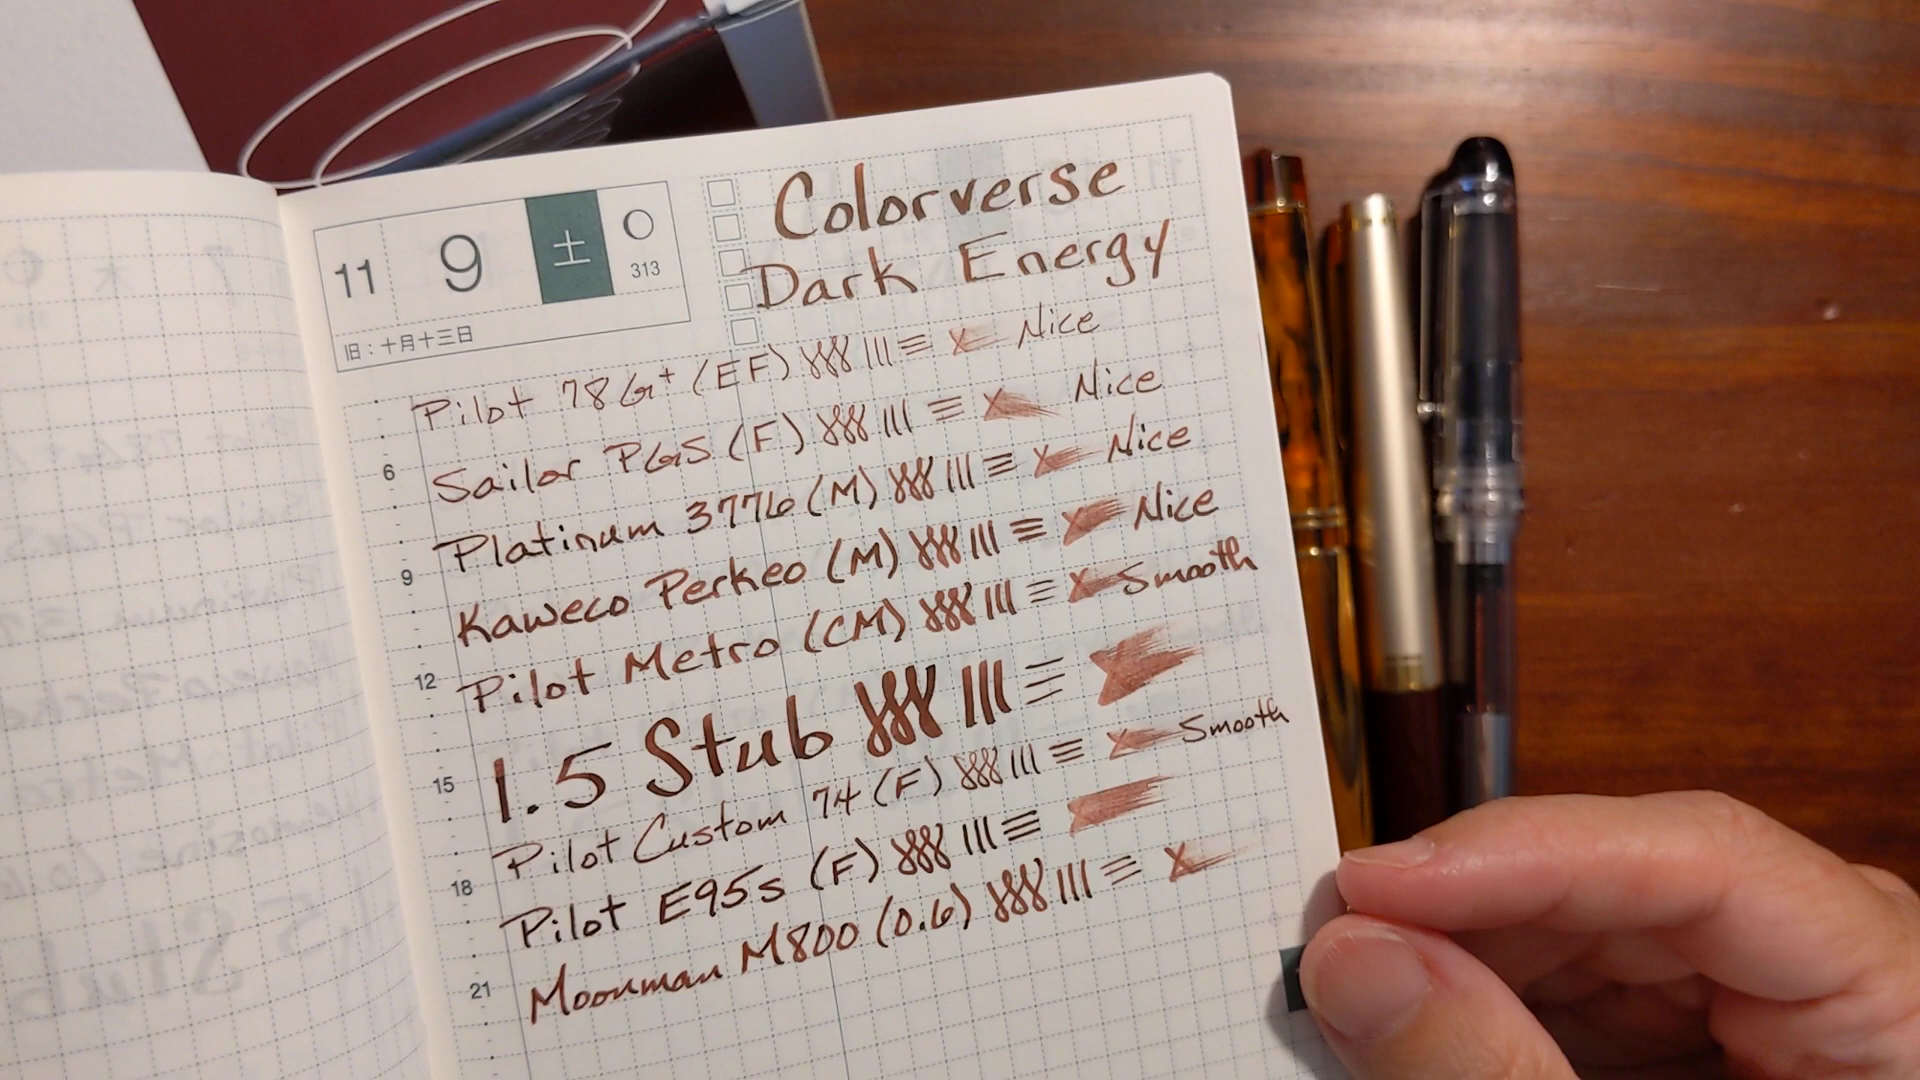 11 9 土 ○
313
旧：十月十三日
Colorverse
Dark Energy
Pilot 78G+ (EF) Nice
Sailor PGS (F) Nice
6
Platinum 3776 (M) Nice
Kaweco Perkeo (M) Nice
9
Pilot Metro (CM) Smooth
12
1.5 Stub
15
Pilot Custom 74 (F) Smooth
18
Pilot E95s (F)
Moonman M800 (0.6)
21